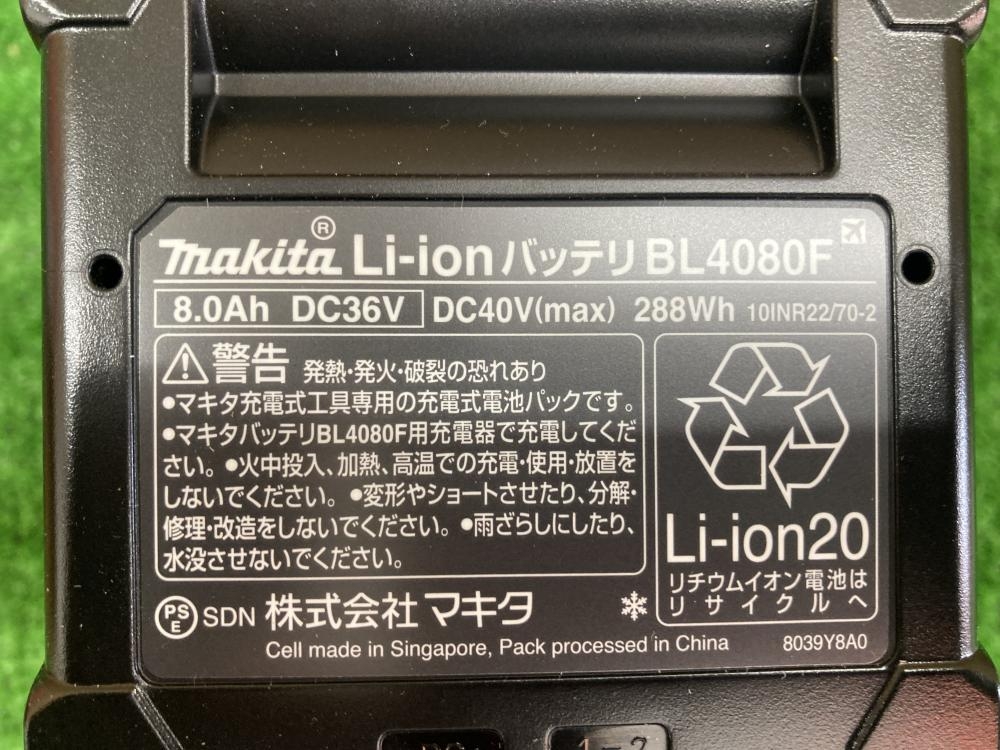 makita® Li-ion バッテリ BL4080F
8.0Ah DC36V DC40V(max) 288Wh 10INR22/70-2
警告 発熱・発火・破裂の恐れあり
●マキタ充電式工具専用の充電式電池パックです。
●マキタバッテリBL4080F用充電器で充電してくだ
さい。●火中投入、加熱、高温での充電・使用・放置を
しないでください。●変形やショートさせたり、分解・
修理・改造をしないでください。●雨ざらしにしたり、
水没させないでください。
Li-ion20
リチウムイオン電池は
リサイクルへ
PSE SDN 株式会社 マキタ
Cell made in Singapore, Pack processed in China 8039Y8A0